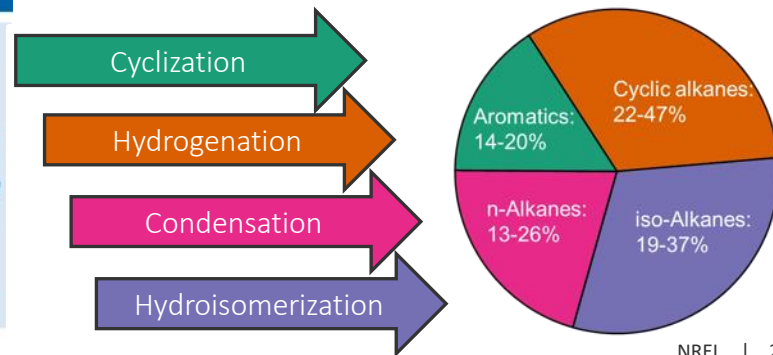 Cyclization
Hydrogenation
Condensation
Hydroisomerization
Cyclic alkanes:
22-47%
Aromatics:
14-20%
n-Alkanes:
13-26%
iso-Alkanes:
19-37%
NREL |